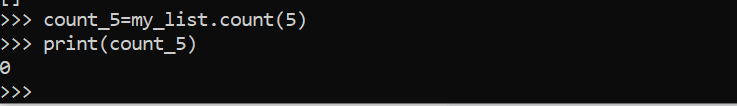 []
>>> count_5=my_list.count(5)
>>> print(count_5)
0
>>>